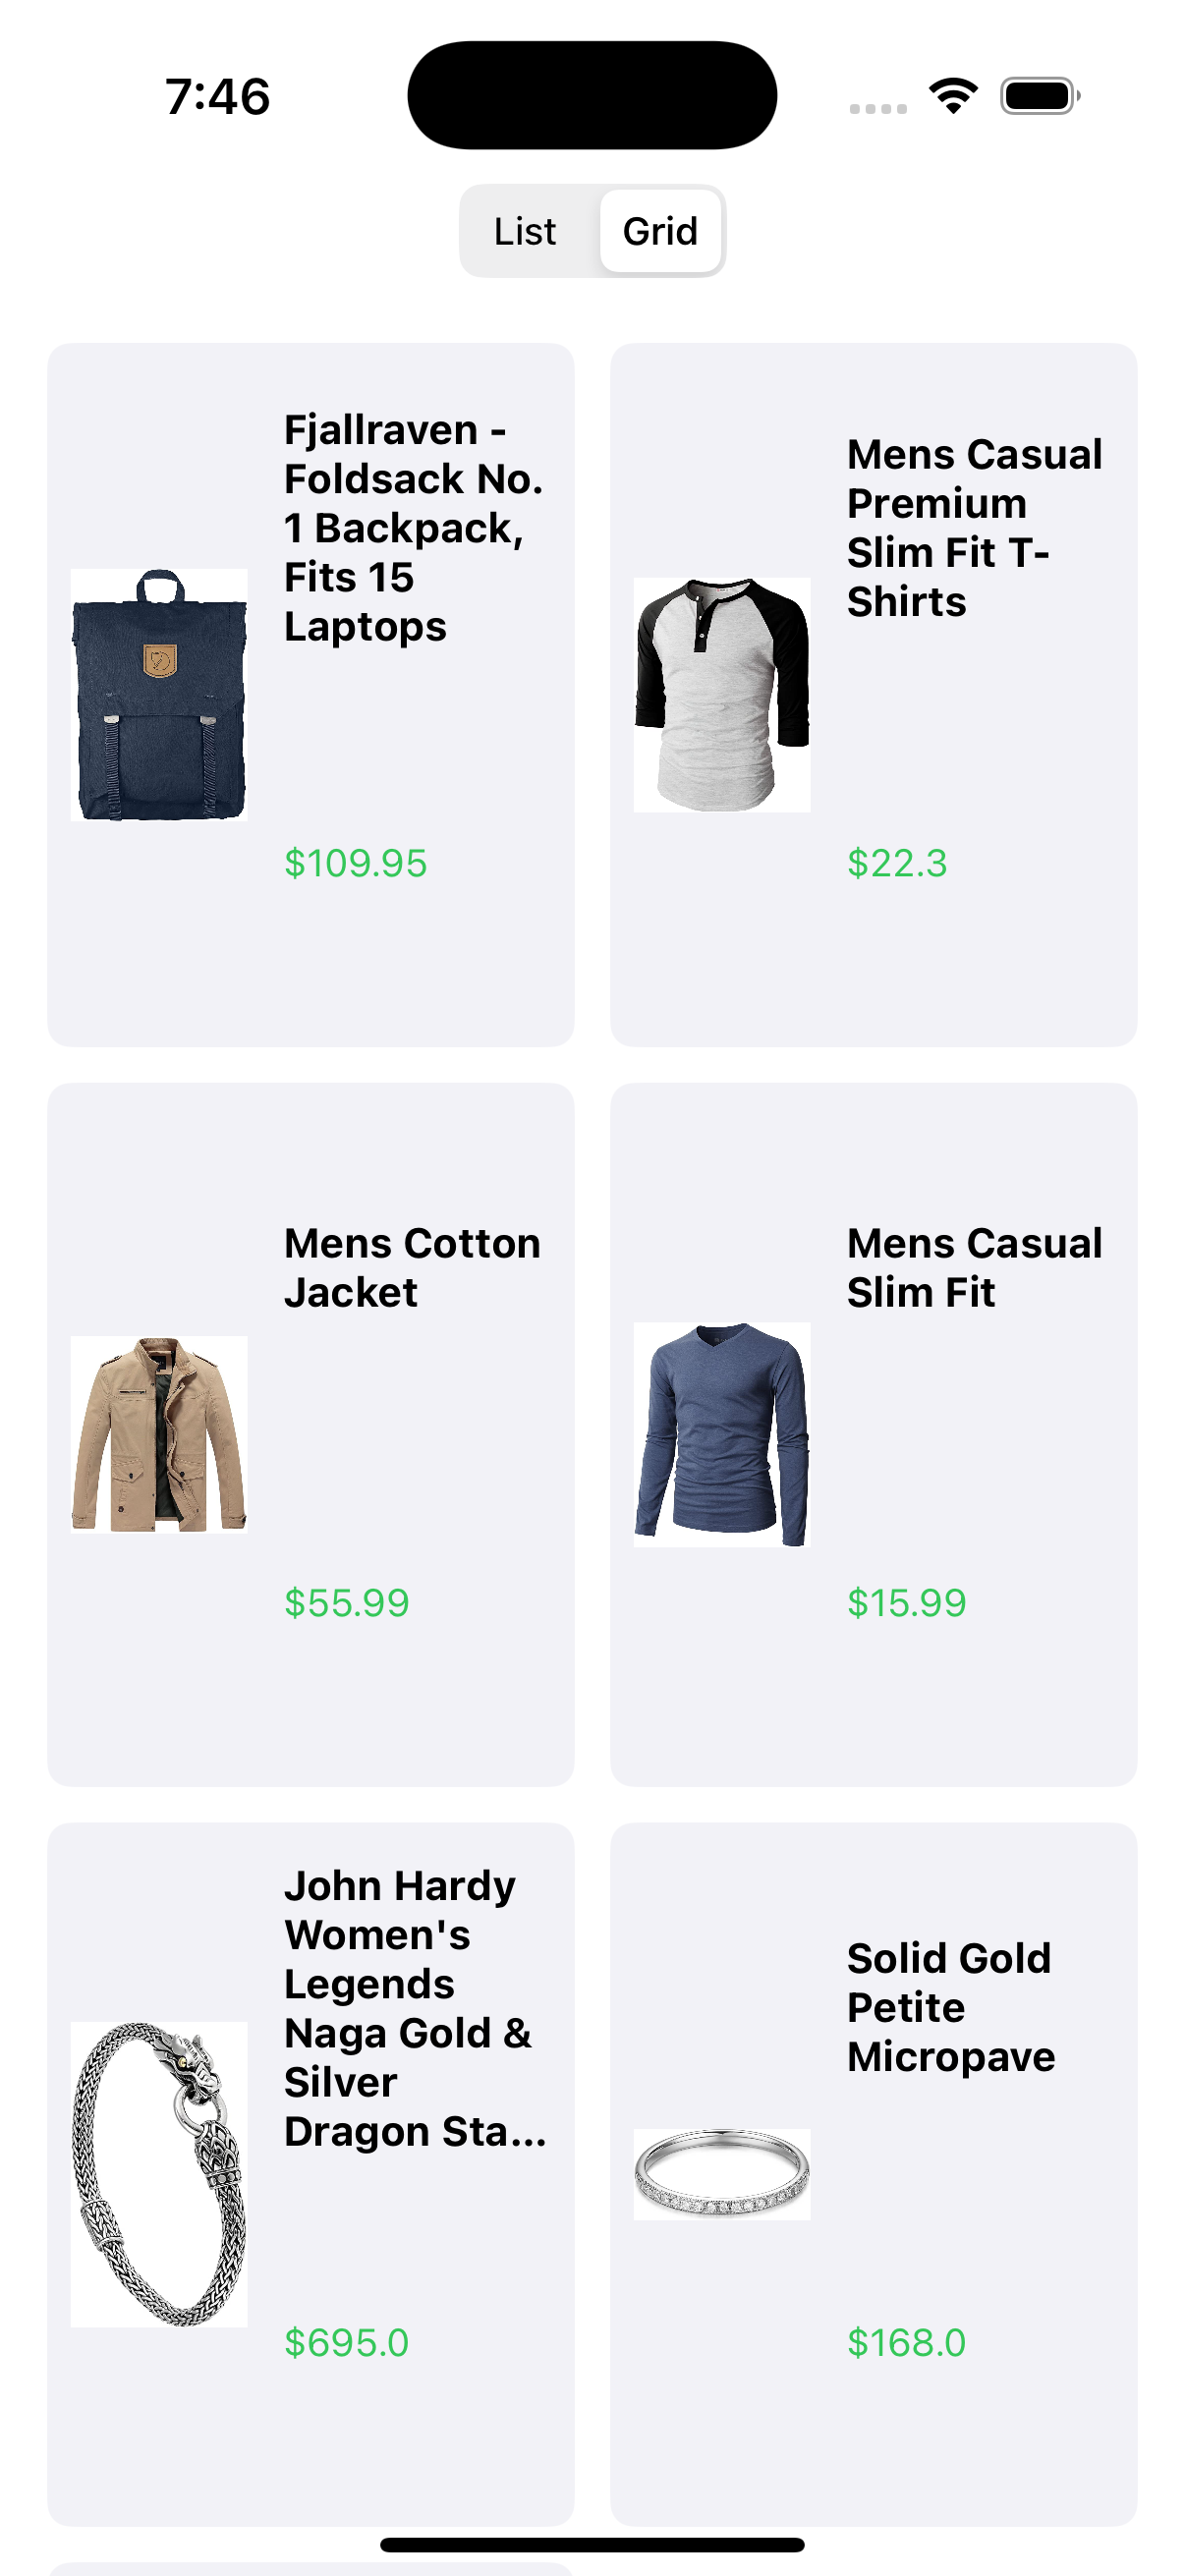 7:46
List
Grid
Fjallraven -
Foldsack No.
1 Backpack,
Fits 15
Laptops
$109.95
Mens Casual
Premium
Slim Fit T-
Shirts
$22.3
Mens Cotton
Jacket
$55.99
Mens Casual
Slim Fit
$15.99
John Hardy
Women's
Legends
Naga Gold &
Silver
Dragon Sta...
$695.0
Solid Gold
Petite
Micropave
$168.0